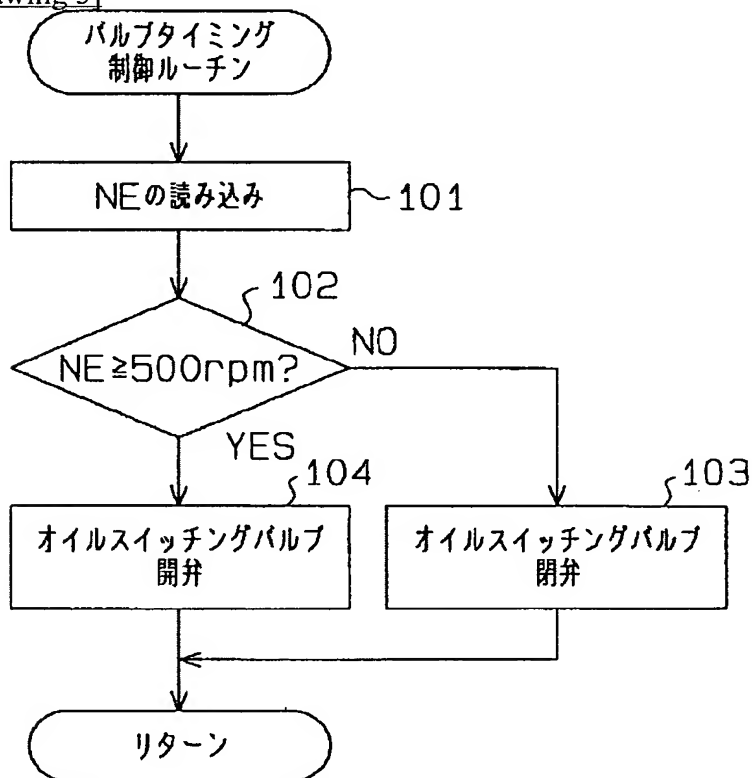 バルブタイミング
制御ルーチン
NEの読み込み
101
102
NE≧500rpm?
NO
YES
104
103
オイルスイッチングバルブ
開弁
オイルスイッチングバルブ
閉弁
リターン